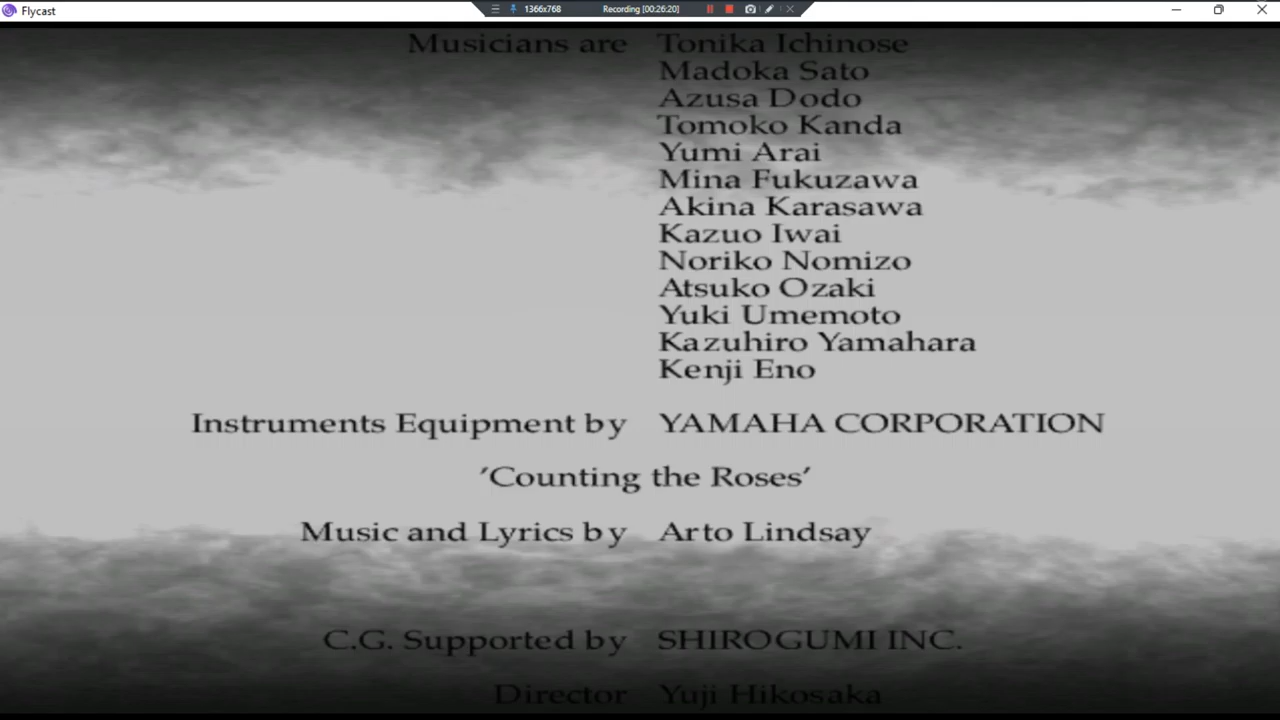 Flycast
1366x768
Recording [00:26:20]
Musicians are Tonika Ichinose
Madoka Sato
Azusa Dodo
Tomoko Kanda
Yumi Arai
Mina Fukuzawa
Akina Karasawa
Kazuo Iwai
Noriko Nomizo
Atsuko Ozaki
Yuki Umemoto
Kazuhiro Yamahara
Kenji Eno
Instruments Equipment by YAMAHA CORPORATION
'Counting the Roses'
Music and Lyrics by Arto Lindsay
C.G. Supported by SHIROGUMI INC.
Director Yuji Hikosaka